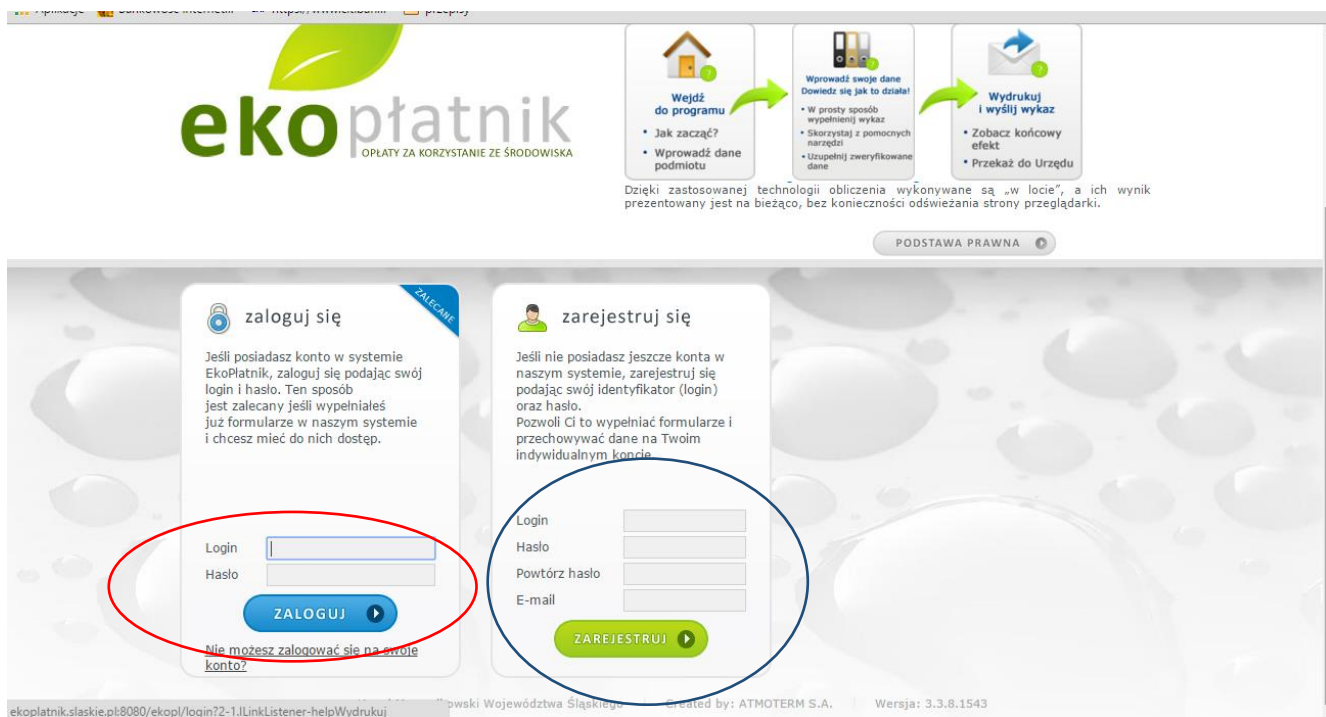 Aplikacje
przepisy
ekopłatnik
OPŁATY ZA KORZYSTANIE ZE ŚRODOWISKA
Wejdź
do programu
• Jak zacząć?
• Wprowadź dane
podmiotu
Wprowadź swoje dane
Dowiedz się jak to działa!
• W prosty sposób
wypełnienij wykaz
• Skorzystaj z pomocnych
narzędzi
• Uzupełnij zweryfikowane
dane
Wydrukuj
i wyślij wykaz
• Zobacz końcowy
efekt
• Przekaż do Urzędu
Dzięki zastosowanej technologii obliczenia wykonywane są „w locie”, a ich wynik
prezentowany jest na bieżąco, bez konieczności odświeżania strony przeglądarki.
PODSTAWA PRAWNA
zaloguj się
ZALECANE
Jeśli posiadasz konto w systemie
EkoPłatnik, zaloguj się podając swój
login i hasło. Ten sposób
jest zalecany jeśli wypełniałeś
już formularze w naszym systemie
i chcesz mieć do nich dostęp.
Login
Hasło
ZALOGUJ
Nie możesz zalogować się na swoje
konto?
zarejestruj się
Jeśli nie posiadasz jeszcze konta w
naszym systemie, zarejestruj się
podając swój identyfikator (login)
oraz hasło.
Pozwoli Ci to wypełniać formularze i
przechowywać dane na Twoim
indywidualnym koncie.
Login
Hasło
Powtórz hasło
E-mail
ZAREJESTRUJ
Województwa Śląskiego | Created by: ATMOTERM S.A. | Wersja: 3.3.8.1543
ekoplatnik.slaskie.pl:8080/ekopl/login?2-1.ILinkListener-helpWydrukuj